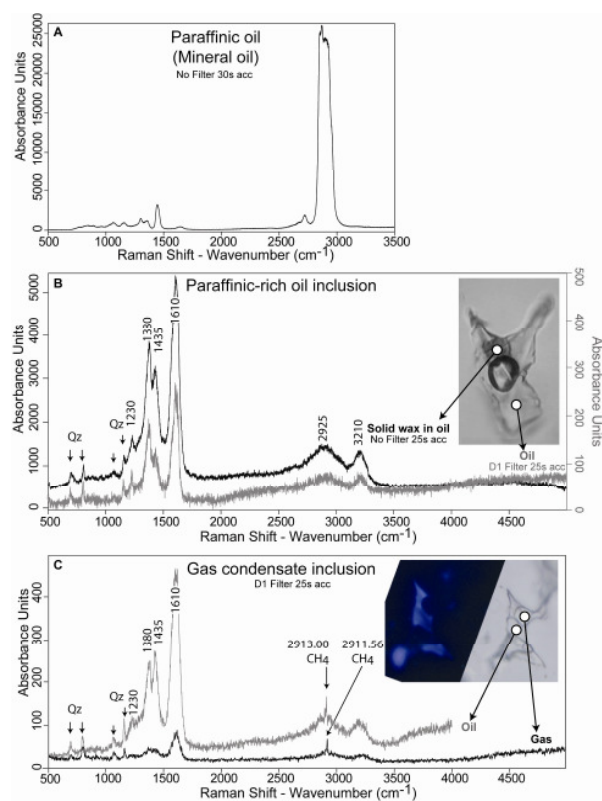 A
Paraffinic oil
(Mineral oil)
No Filter 30s acc
Absorbance Units
25000
20000
15000
10000
5000
0
500 1000 1500 2000 2500 3000 3500
Raman Shift - Wavenumber (cm-1)
B
Paraffinic-rich oil inclusion
Absorbance Units
5000
4000
3000
2000
1000
0
Qz
Qz
1230
1380
1435
1610
2925
3210
Solid wax in oil
No Filter 25s acc
Oil
D1 Filter 25s acc
500
400
300
200
100
0
Absorbance Units
500 1000 1500 2000 2500 3000 3500 4000 4500
Raman Shift - Wavenumber (cm-1)
C
Gas condensate inclusion
D1 Filter 25s acc
Absorbance Units
400
300
200
100
0
Qz
Qz
1230
1380
1435
1610
2913.00
CH4
2911.56
CH4
Oil
Gas
500 1000 1500 2000 2500 3000 3500 4000 4500
Raman Shift - Wavenumber (cm-1)